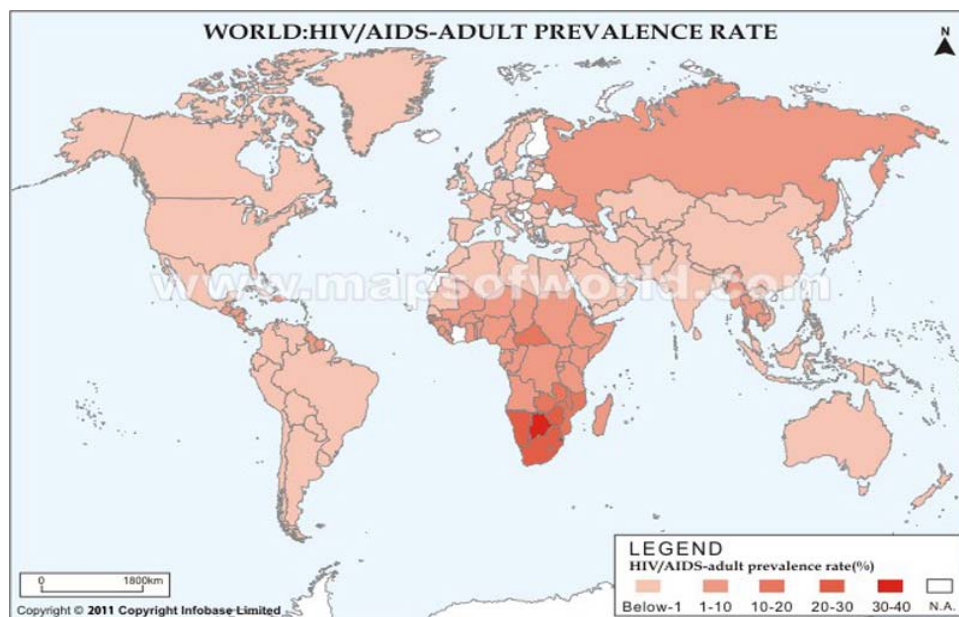 WORLD:HIV/AIDS-ADULT PREVALENCE RATE
N
www.mapsofworld.com
LEGEND
HIV/AIDS-adult prevalence rate(%)
Below-1 1-10 10-20 20-30 30-40 N.A.
0 1800km
Copyright © 2011 Copyright Infobase Limited